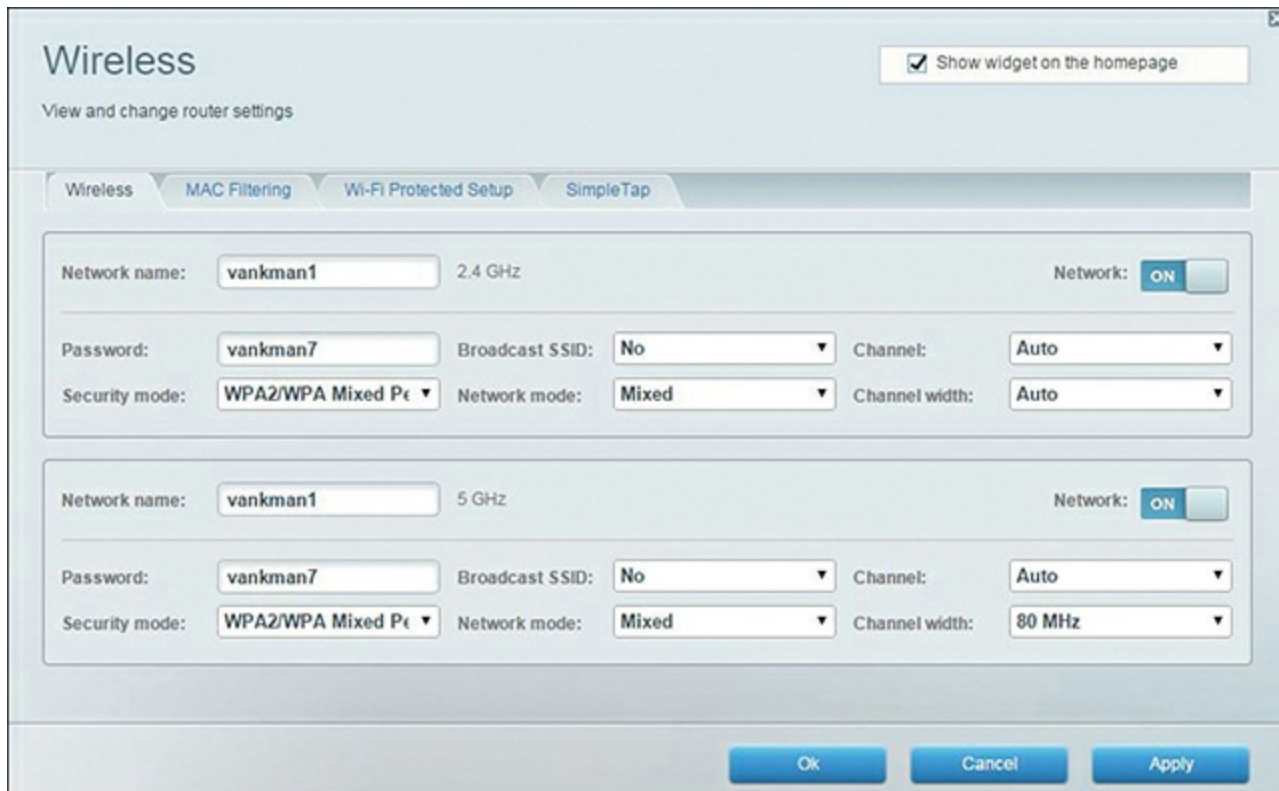 Wireless
Show widget on the homepage
View and change router settings
Wireless MAC Filtering Wi-Fi Protected Setup SimpleTap
Network name: vankman1 2.4 GHz Network: ON
Password: vankman7 Broadcast SSID: No Channel: Auto
Security mode: WPA2/WPA Mixed Pe Network mode: Mixed Channel width: Auto
Network name: vankman1 5 GHz Network: ON
Password: vankman7 Broadcast SSID: No Channel: Auto
Security mode: WPA2/WPA Mixed Pe Network mode: Mixed Channel width: 80 MHz
Ok Cancel Apply